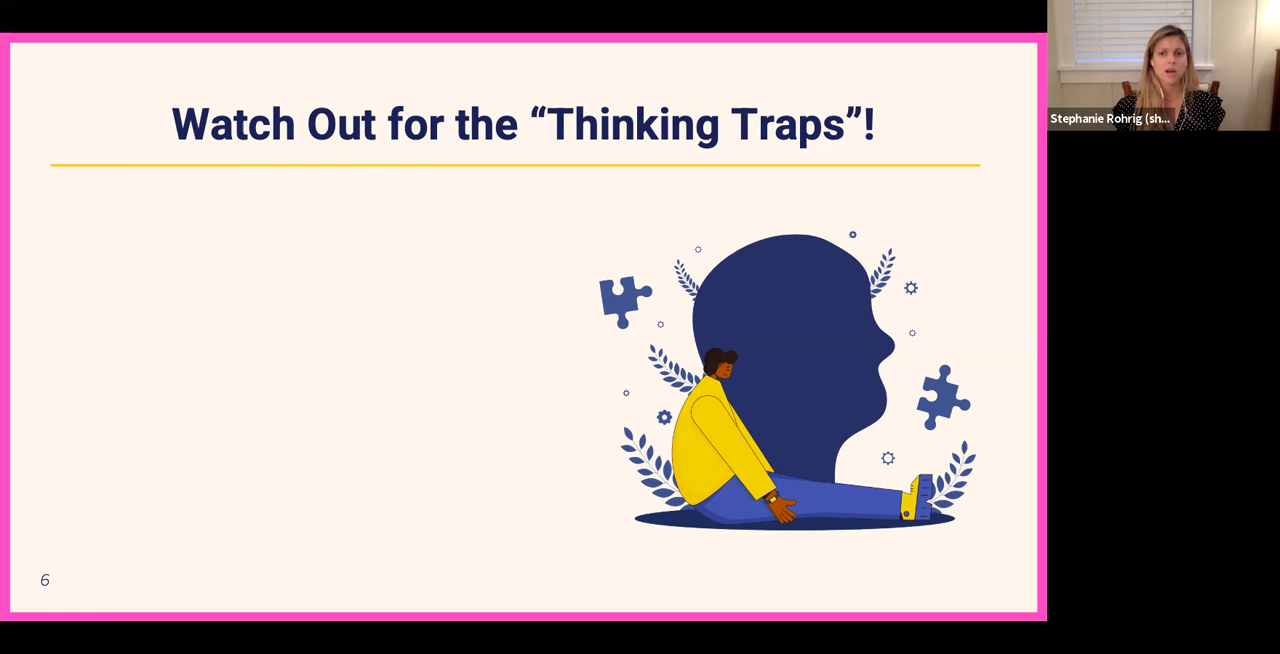 Watch Out for the “Thinking Traps”!
Stephanie Rohrig (sh...
6